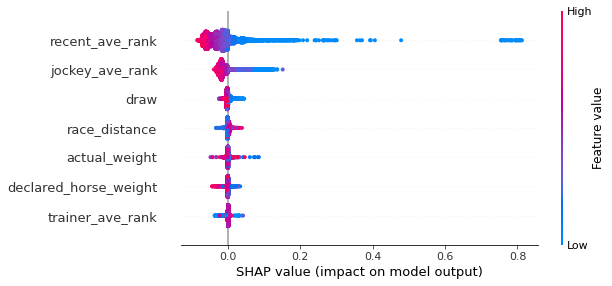 High
recent_ave_rank
jockey_ave_rank
draw
race_distance
actual_weight
declared_horse_weight
trainer_ave_rank
Feature value
Low
0.0 0.2 0.4 0.6 0.8
SHAP value (impact on model output)